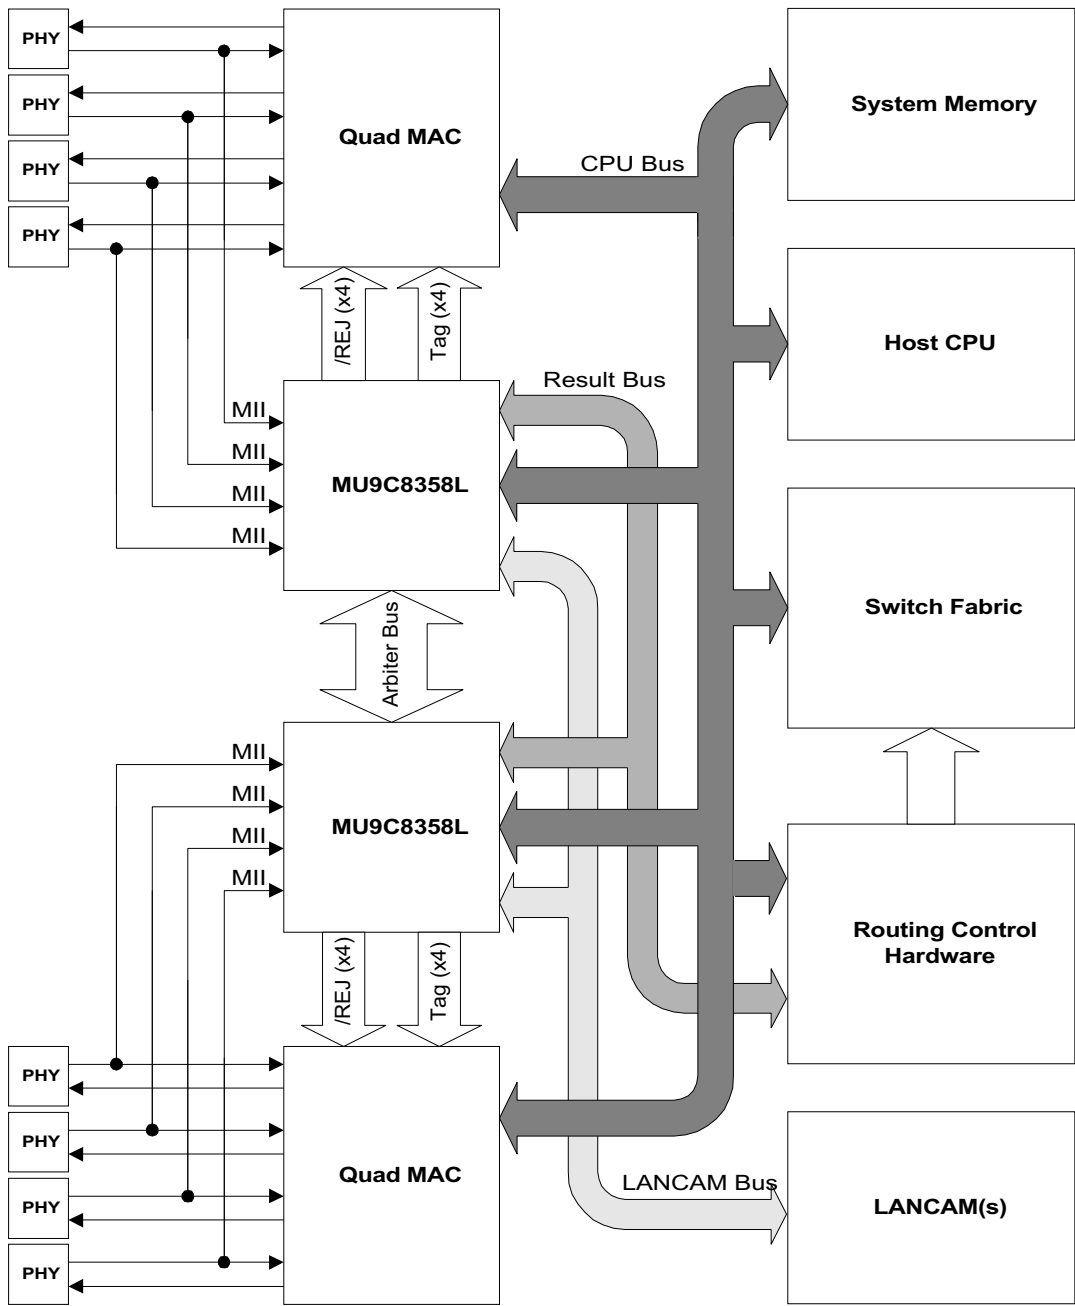 PHY
PHY
PHY
PHY
Quad MAC
CPU Bus
System Memory
/REJ (x4)
Tag (x4)
Host CPU
Result Bus
MII
MII
MII
MII
MU9C8358L
Switch Fabric
Arbiter Bus
MII
MII
MII
MII
MU9C8358L
Routing Control
Hardware
/REJ (x4)
Tag (x4)
PHY
PHY
PHY
PHY
Quad MAC
LANCAM Bus
LANCAM(s)